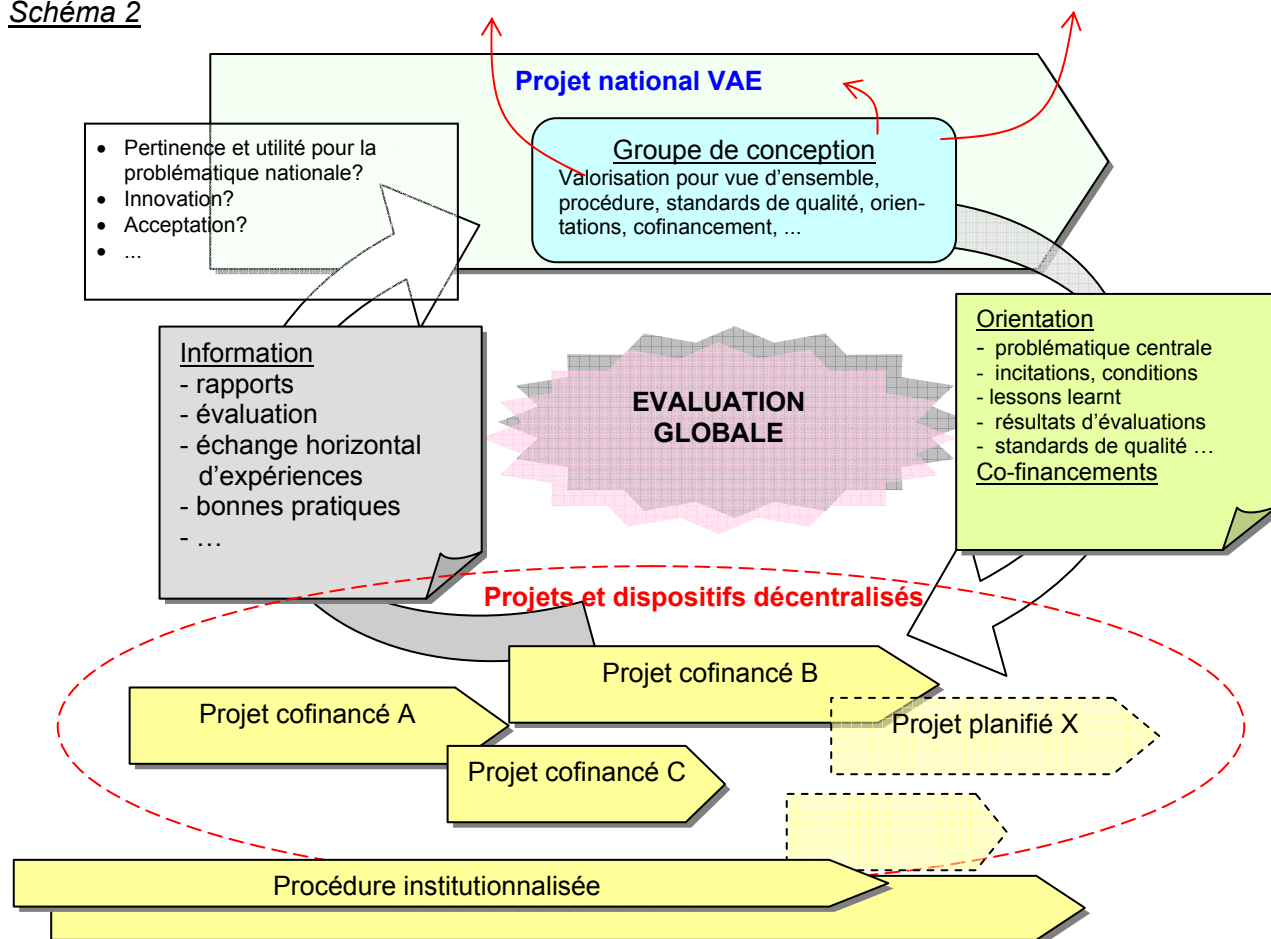 Schéma 2
Projet national VAE
• Pertinence et utilité pour la
problématique nationale?
• Innovation?
• Acceptation?
• ...
Groupe de conception
Valorisation pour vue d’ensemble,
procédure, standards de qualité, orien-
tations, cofinancement, ...
Information
- rapports
- évaluation
- échange horizontal
d’expériences
- bonnes pratiques
- …
EVALUATION
GLOBALE
Orientation
- problématique centrale
- incitations, conditions
- lessons learnt
- résultats d’évaluations
- standards de qualité …
Co-financements
Projets et dispositifs décentralisés
Projet cofinancé B
Projet cofinancé A
Projet planifié X
Projet cofinancé C
Procédure institutionnalisée